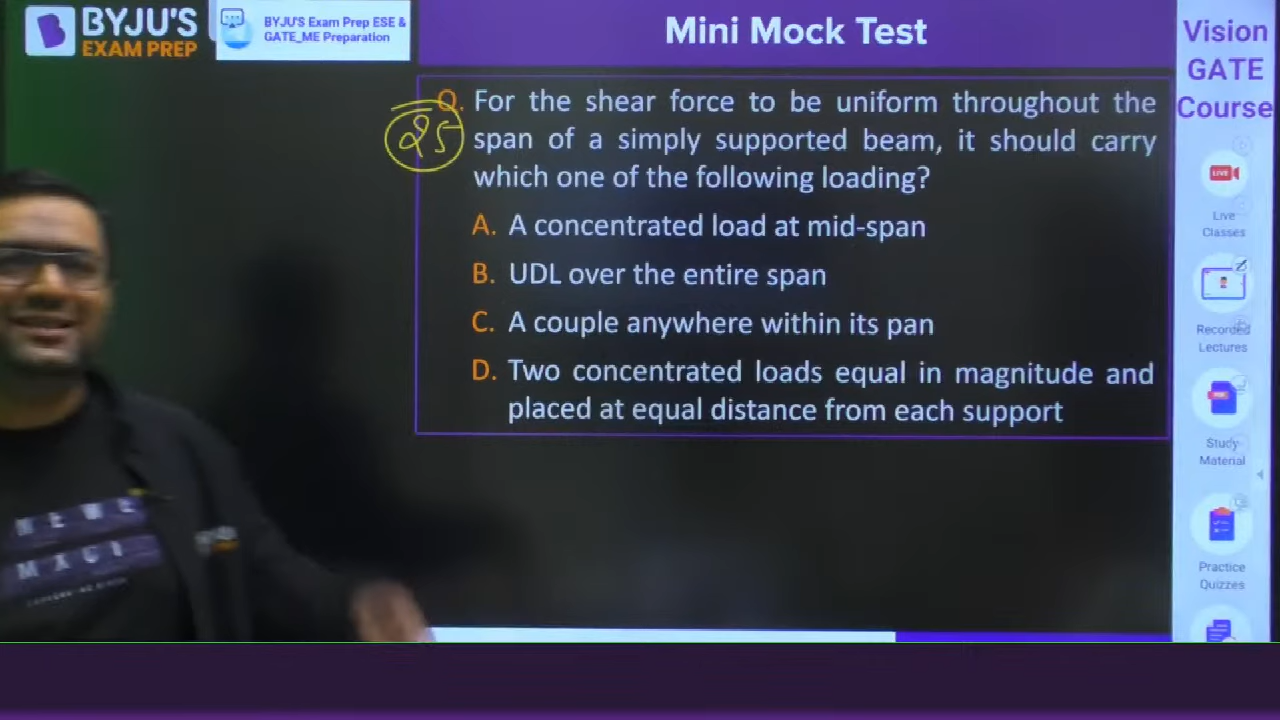 BYJU'S
EXAM PREP
BYJU'S Exam Prep ESE &
GATE_ME Preparation
Mini Mock Test
Vision
GATE
Course
Q. For the shear force to be uniform throughout the
span of a simply supported beam, it should carry
which one of the following loading?
25
A. A concentrated load at mid-span
B. UDL over the entire span
C. A couple anywhere within its pan
D. Two concentrated loads equal in magnitude and
placed at equal distance from each support
LIVE
Live
Classes
Recorded
Lectures
PDF
Study
Material
Practice
Quizzes